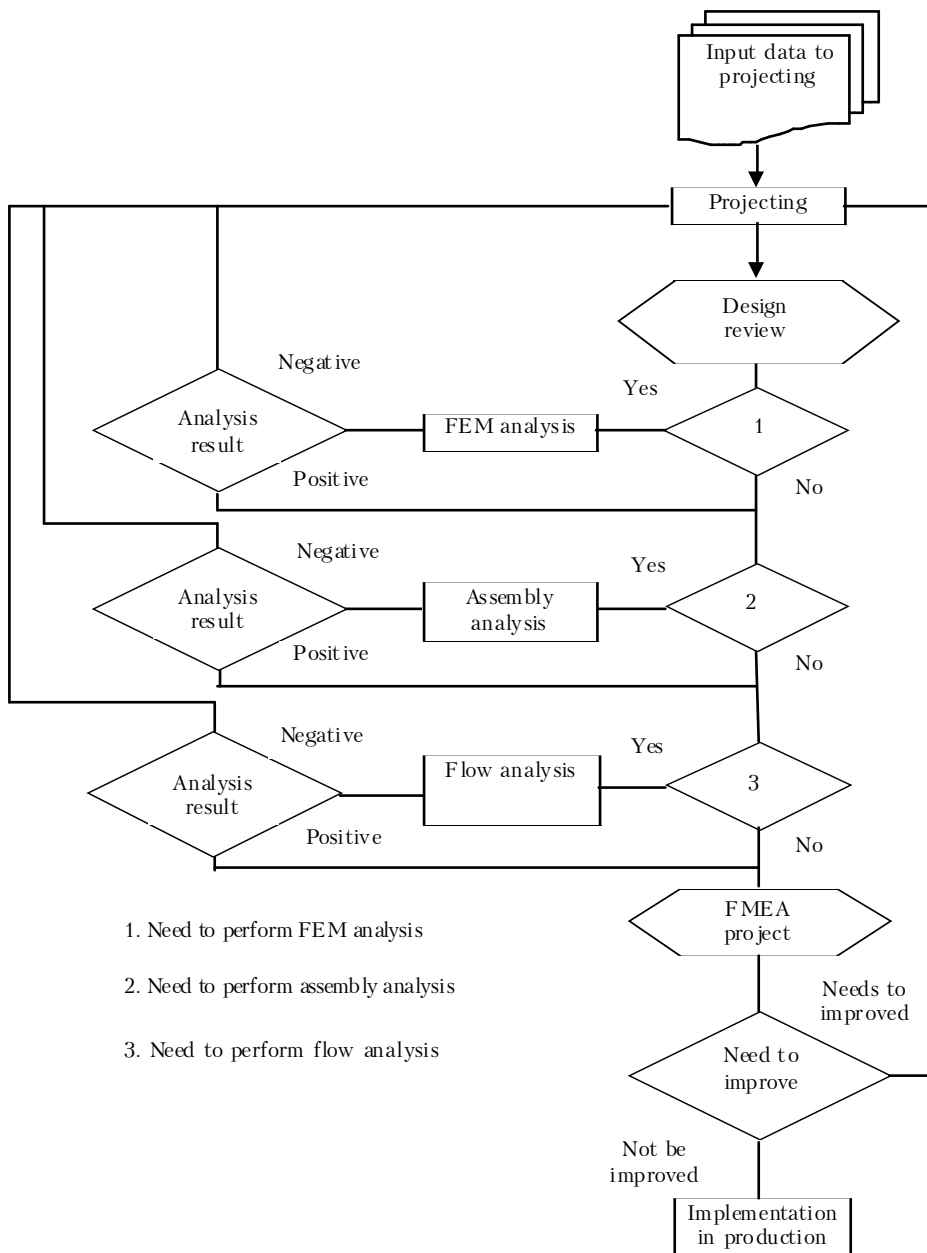 Input data to
projecting
Projecting
Design
review
Negative
Yes
Analysis
result
FEM analysis
1
Positive
No
Negative
Yes
Analysis
result
Assembly
analysis
2
Positive
No
Negative
Yes
Analysis
result
Flow analysis
3
Positive
No
1. Need to perform FEM analysis
2. Need to perform assembly analysis
3. Need to perform flow analysis
FMEA
project
Needs to
improved
Need to
improve
Not be
improved
Implementation
in production